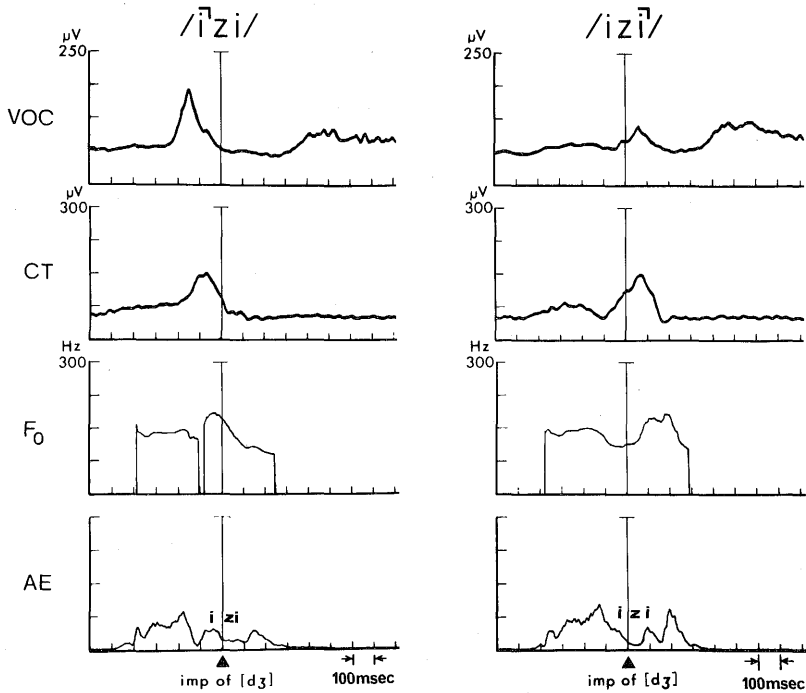 /i˥zi/ /izi˥/
μV μV
250 250
VOC
μV μV
300 300
CT
Hz Hz
300 300
F₀
AE
i zi i z i
imp of [dʒ] imp of [dʒ]
100msec 100msec